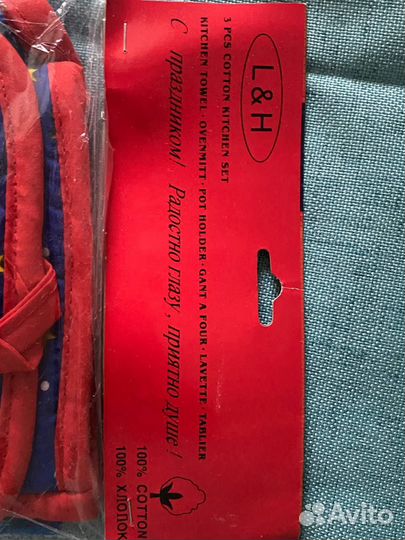 L & H
3 PCS COTTON KITCHEN SET
KITCHEN TOWEL · OVENMITT · POT HOLDER · GANT A FOUR · LAVETTE · TABLIER
С праздником! Радостно глазу, приятно душе!
100% COTTON
100% ХЛОПОК
Avito